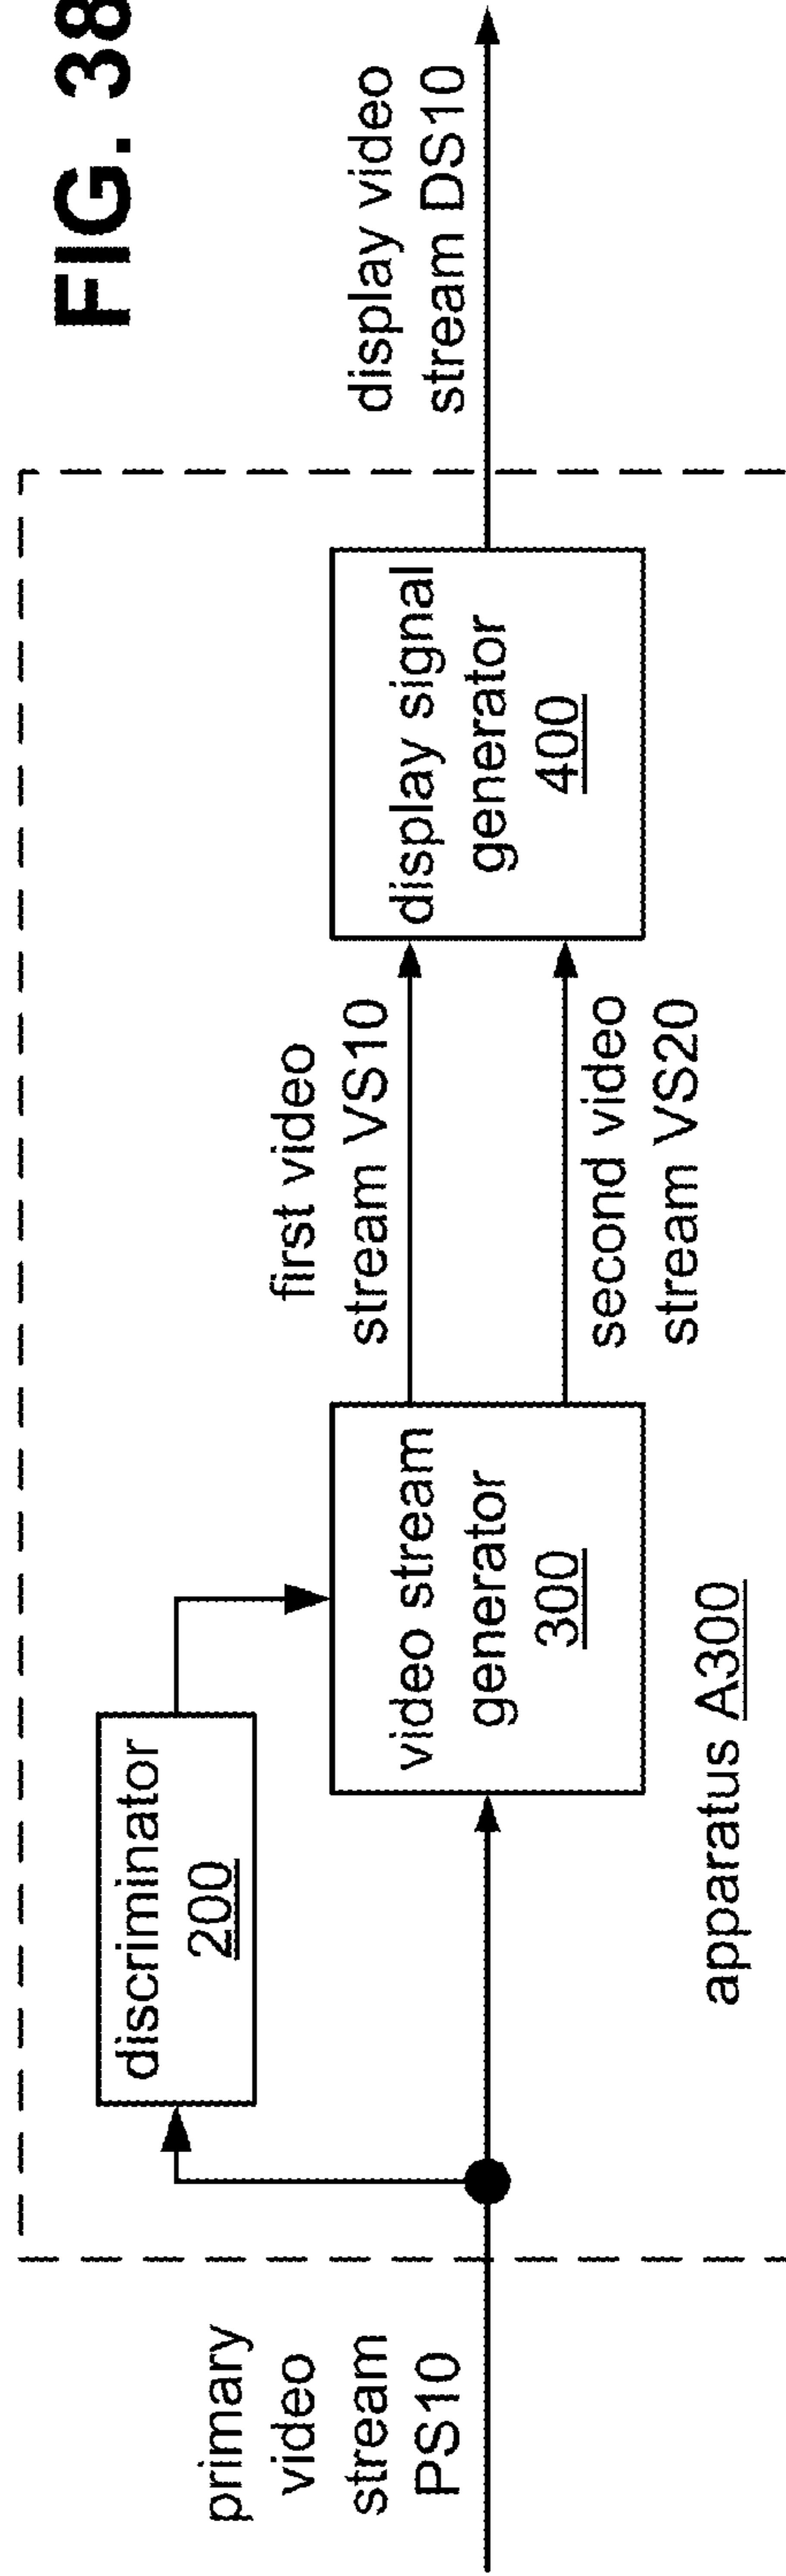 FIG. 38
primary
video
stream
PS10
discriminator
200
video stream
generator
300
first video
stream VS10
second video
stream VS20
display signal
generator
400
display video
stream DS10
apparatus A300